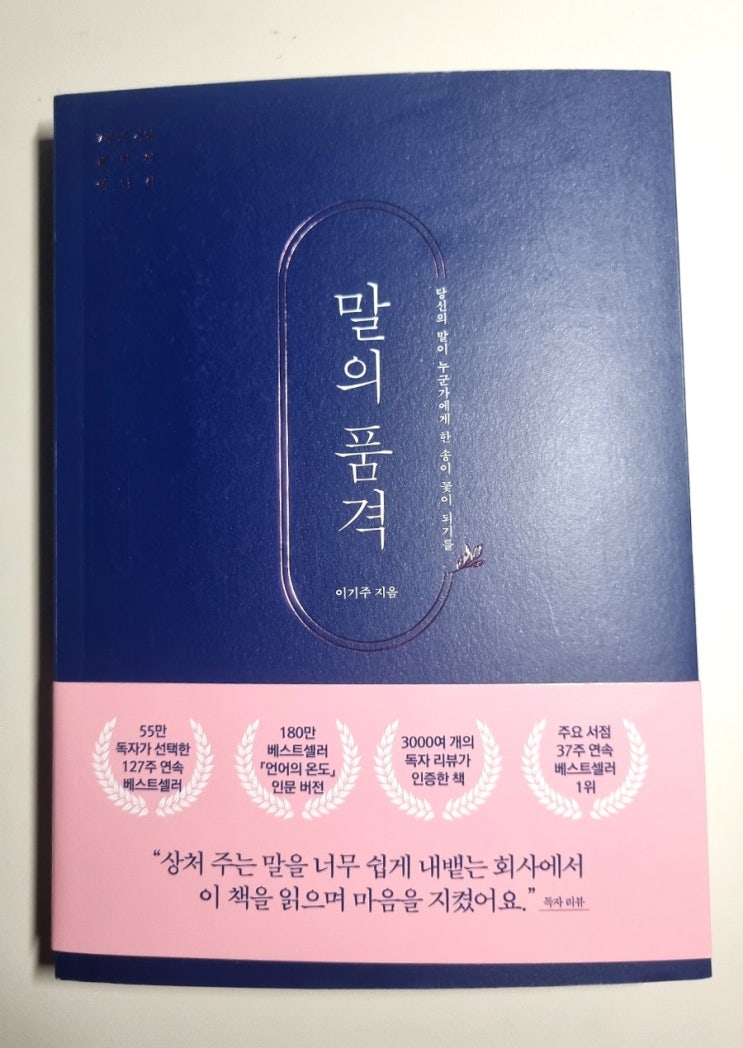 말의 품격
당신의 말이 누군가에게 한 송이 꽃이 되기를
이기주 지음
55만
독자가 선택한
127주 연속
베스트셀러
180만
베스트셀러
『언어의 온도』
인문 버전
3000여 개의
독자 리뷰가
인증한 책
주요 서점
37주 연속
베스트셀러
1위
“상처 주는 말을 너무 쉽게 내뱉는 회사에서
이 책을 읽으며 마음을 지켰어요.” 독자 리뷰